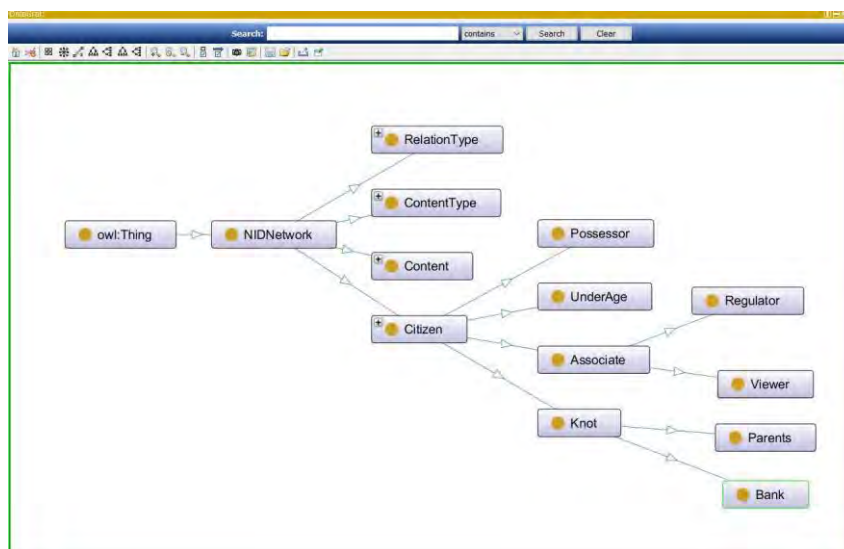 OntoGraf:
Search:
contains
Search
Clear
RelationType
ContentType
owl:Thing
NIDNetwork
Possessor
Content
UnderAge
Regulator
Citizen
Associate
Viewer
Knot
Parents
Bank